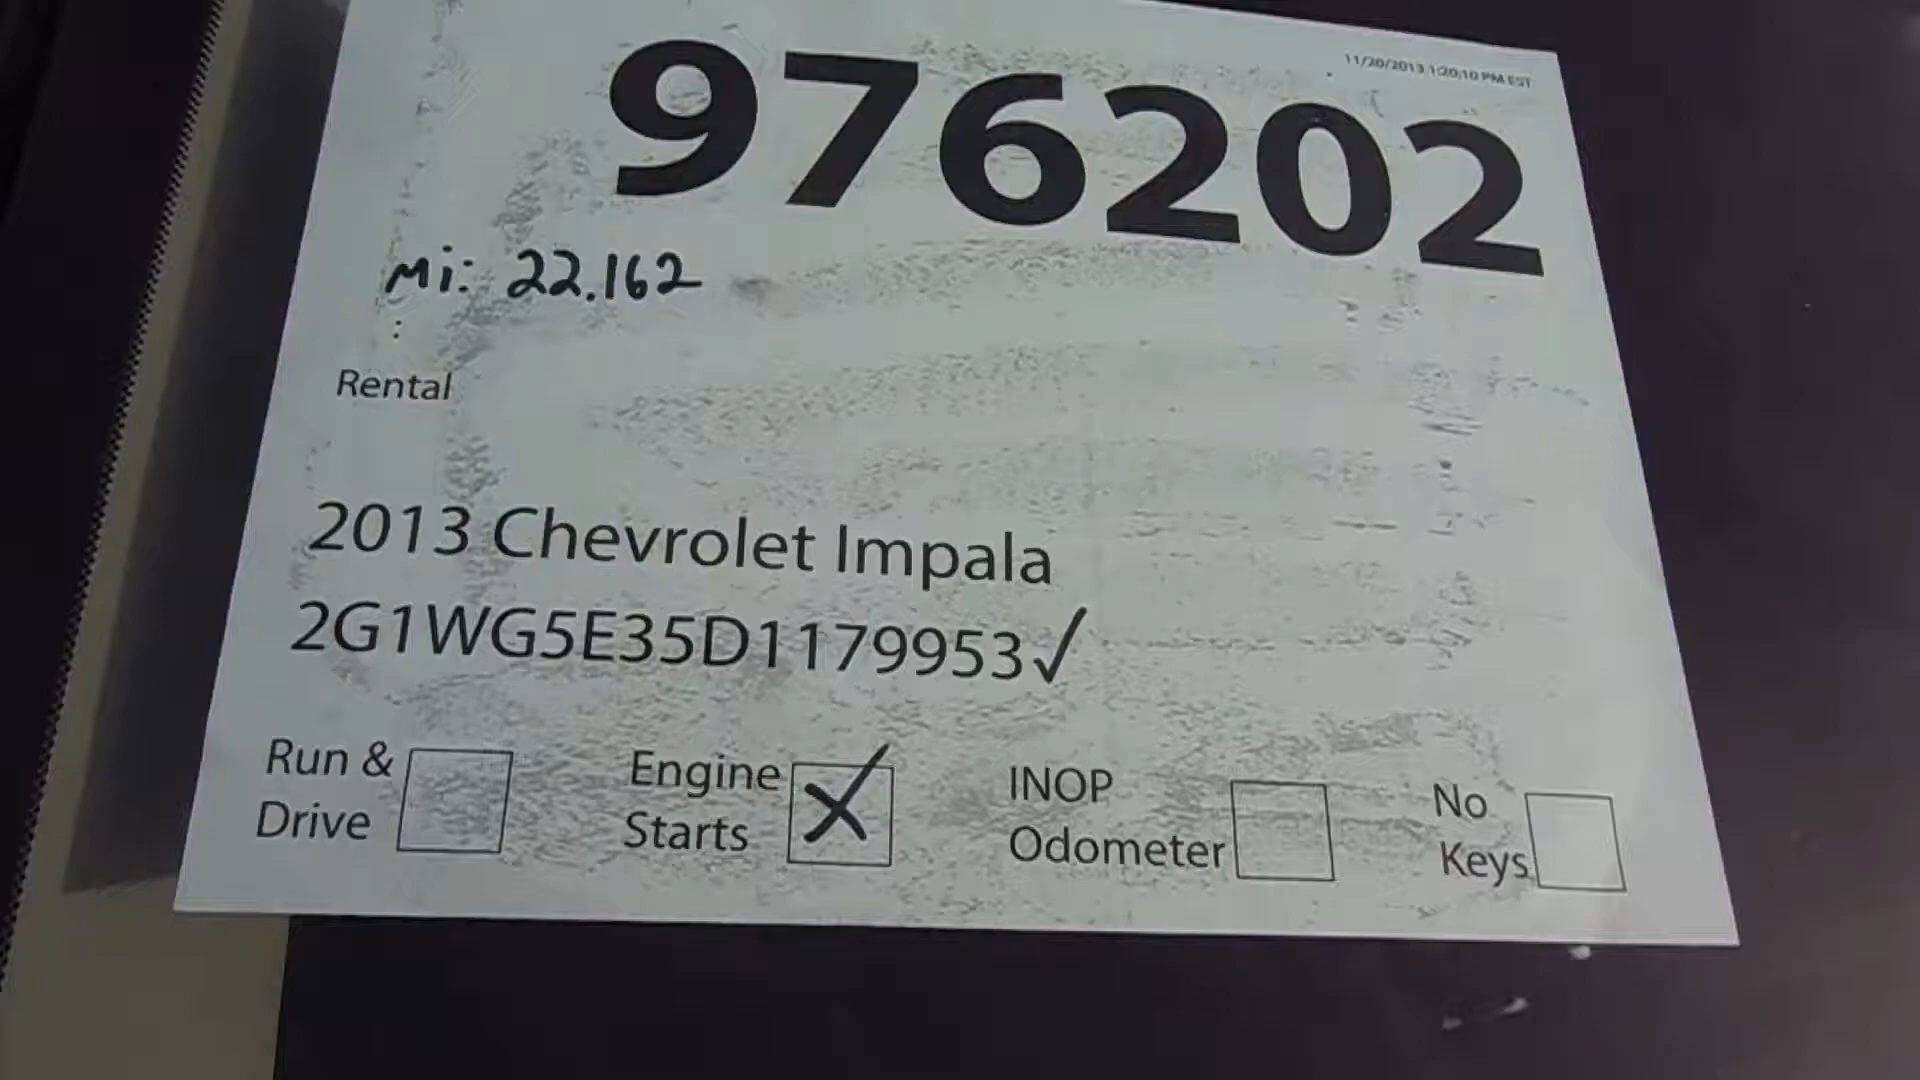 11/20/2013 1:20:10 PM EST
976202
Mi: 22.162
:
Rental
2013 Chevrolet Impala
2G1WG5E35D1179953✓
Run & Drive
Engine Starts
INOP Odometer
No Keys